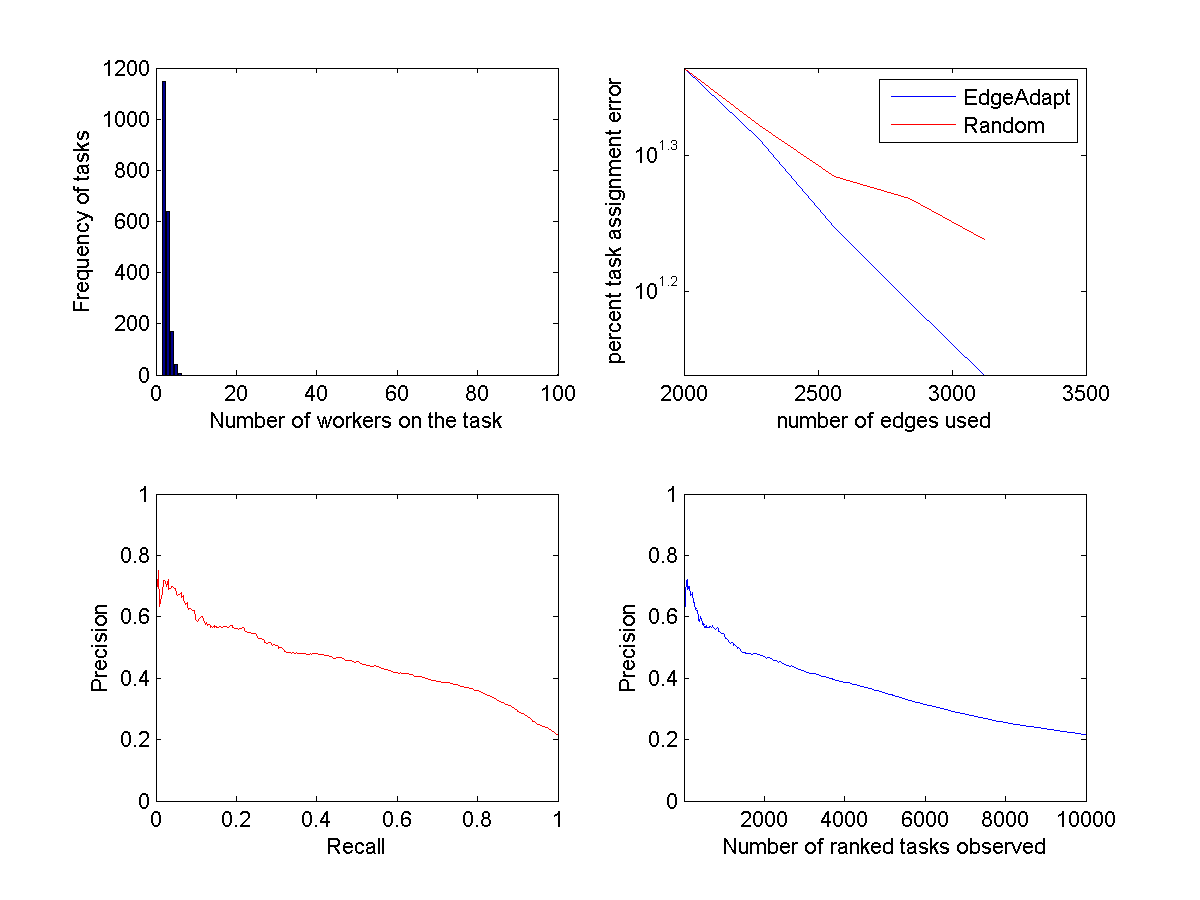 1200
1000
800
600
400
200
0
Frequency of tasks
0 20 40 60 80 100
Number of workers on the task
10^1.3
10^1.2
percent task assignment error
EdgeAdapt
Random
2000 2500 3000 3500
number of edges used
1
0.8
0.6
0.4
0.2
0
Precision
0 0.2 0.4 0.6 0.8 1
Recall
1
0.8
0.6
0.4
0.2
0
Precision
2000 4000 6000 8000 10000
Number of ranked tasks observed